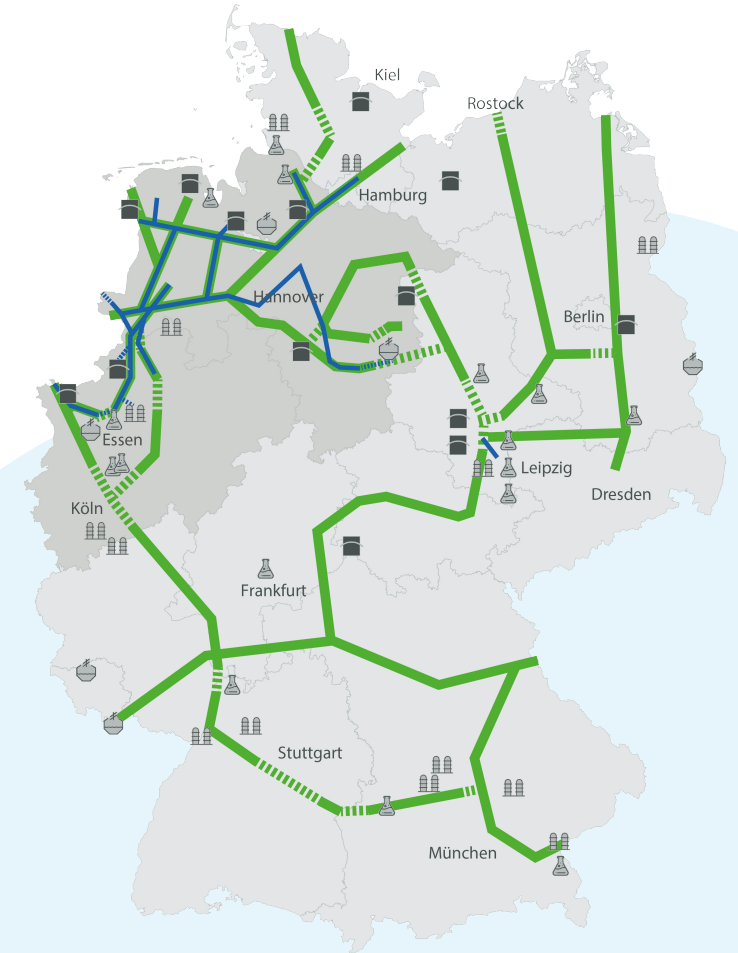 Kiel
Rostock
Hamburg
Hannover
Berlin
Essen
Leipzig
Dresden
Köln
Frankfurt
Stuttgart
München